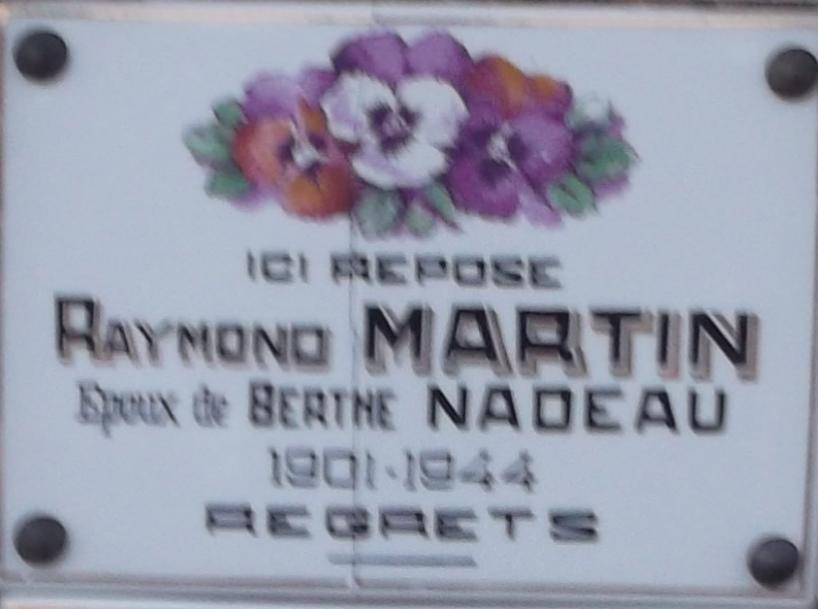 ICI REPOSE
RAYMOND MARTIN
Epoux de BERTHE NADEAU
1901-1944
REGRETS